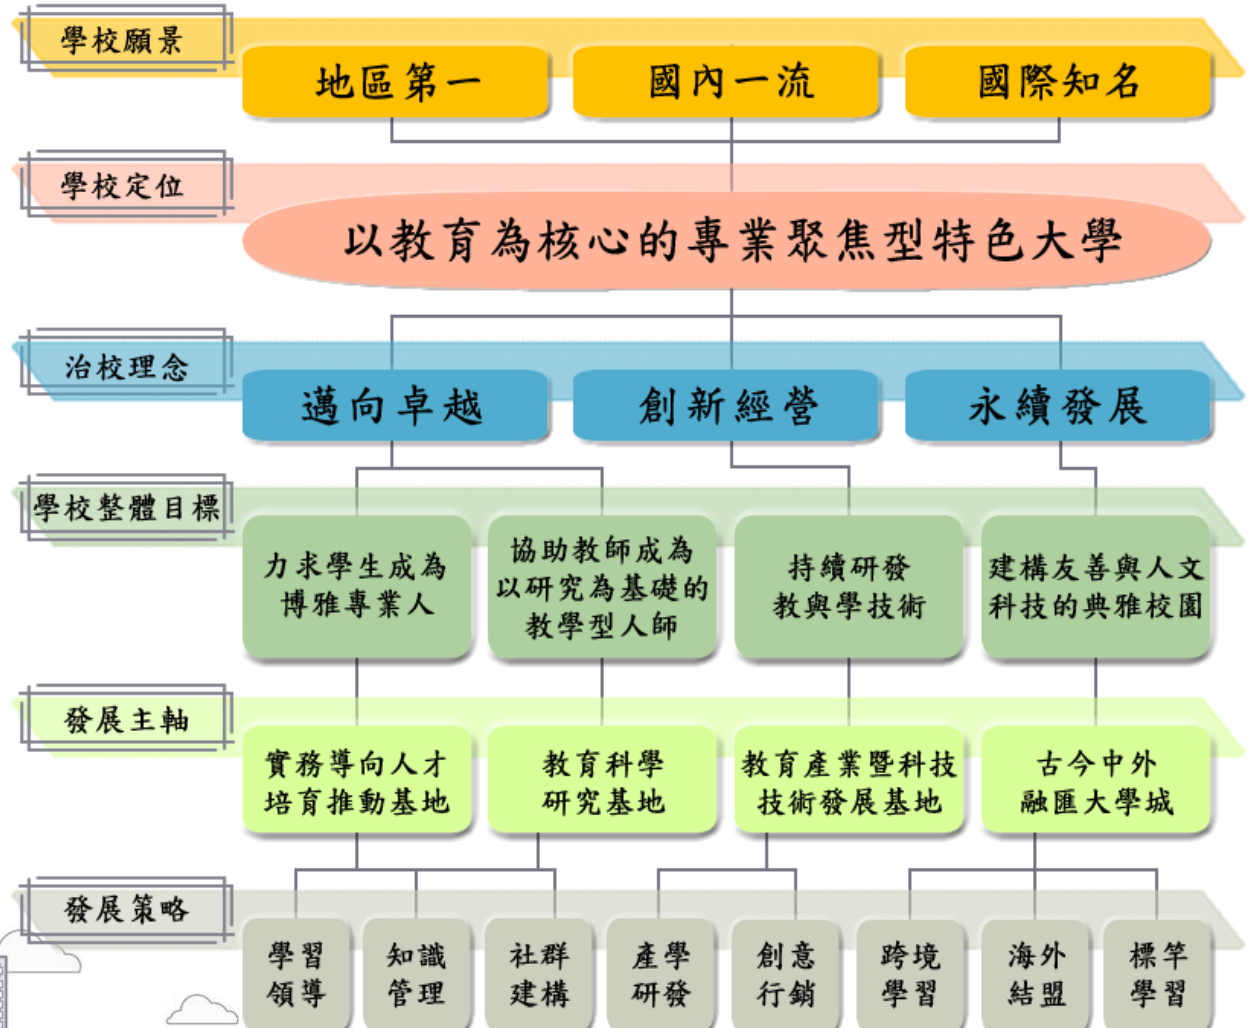 學校願景
地區第一
國內一流
國際知名
學校定位
以教育為核心的專業聚焦型特色大學
治校理念
邁向卓越
創新經營
永續發展
學校整體目標
力求學生成為
博雅專業人
協助教師成為
以研究為基礎的
教學型人師
持續研發
教與學技術
建構友善與人文
科技的典雅校園
發展主軸
實務導向人才
培育推動基地
教育科學
研究基地
教育產業暨科技
技術發展基地
古今中外
融匯大學城
發展策略
學習
領導
知識
管理
社群
建構
產學
研發
創意
行銷
跨境
學習
海外
結盟
標竿
學習